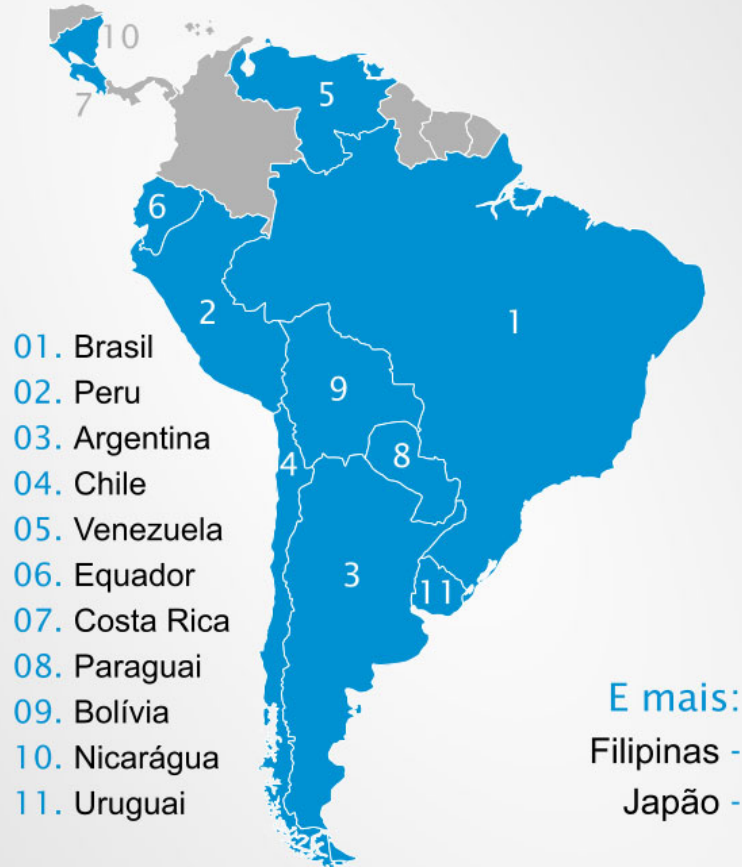 10
7
5
6
2
1
9
4
8
3
11
01. Brasil
02. Peru
03. Argentina
04. Chile
05. Venezuela
06. Equador
07. Costa Rica
08. Paraguai
09. Bolívia
10. Nicarágua
11. Uruguai
E mais:
Filipinas -
Japão -